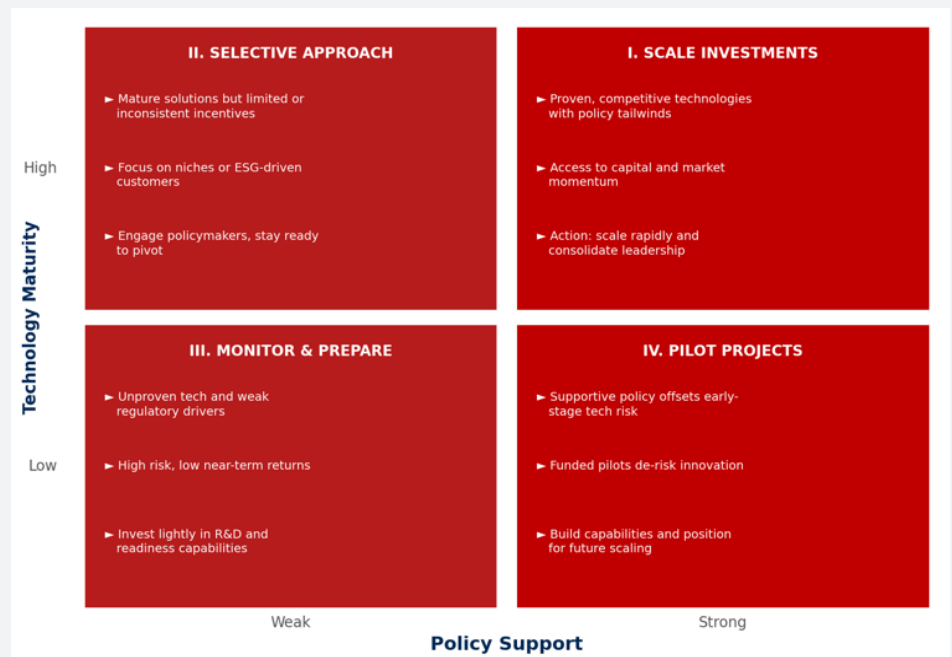 II. SELECTIVE APPROACH
► Mature solutions but limited or
inconsistent incentives
► Focus on niches or ESG-driven
customers
► Engage policymakers, stay ready
to pivot
I. SCALE INVESTMENTS
► Proven, competitive technologies
with policy tailwinds
► Access to capital and market
momentum
► Action: scale rapidly and
consolidate leadership
High
Technology Maturity
Low
III. MONITOR & PREPARE
► Unproven tech and weak
regulatory drivers
► High risk, low near-term returns
► Invest lightly in R&D and
readiness capabilities
IV. PILOT PROJECTS
► Supportive policy offsets early-
stage tech risk
► Funded pilots de-risk innovation
► Build capabilities and position
for future scaling
Weak
Strong
Policy Support